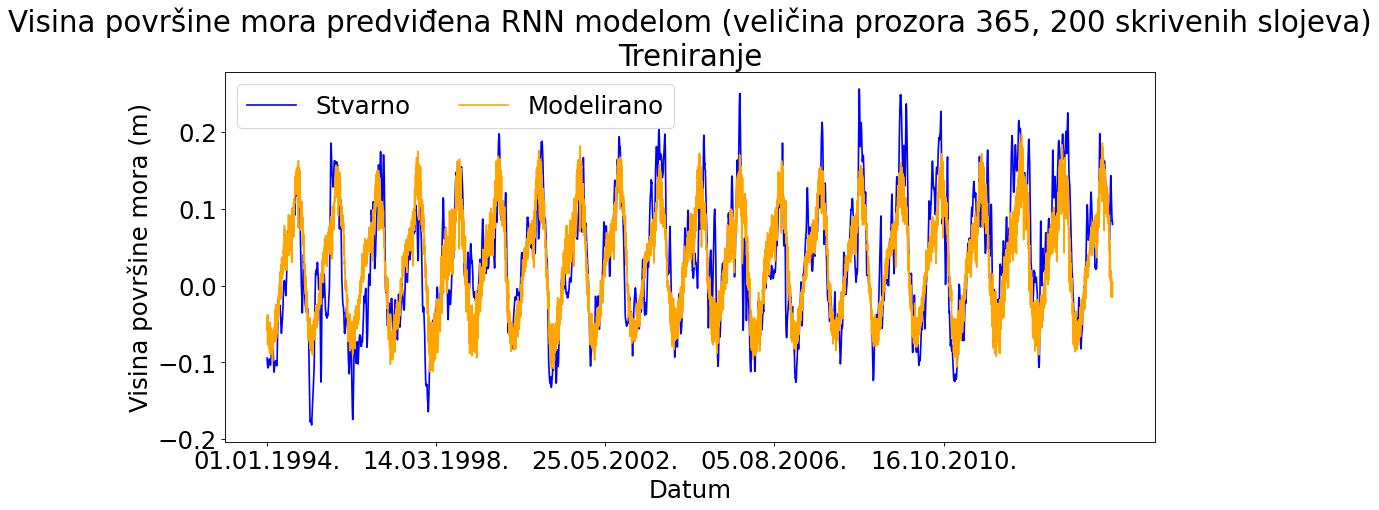 Visina površine mora predviđena RNN modelom (veličina prozora 365, 200 skrivenih slojeva)
Treniranje
Stvarno Modelirano
Visina površine mora (m)
0.2
0.1
0.0
−0.1
−0.2
01.01.1994. 14.03.1998. 25.05.2002. 05.08.2006. 16.10.2010.
Datum